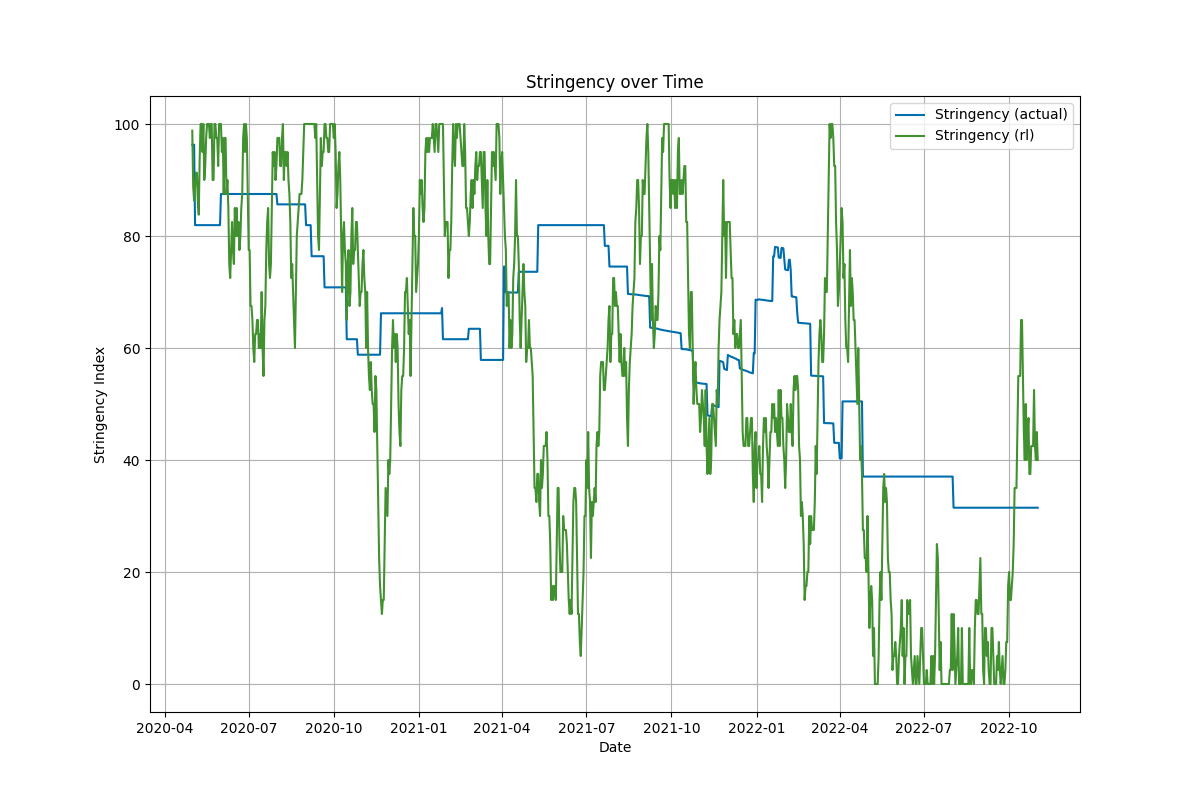 Stringency over Time
Stringency (actual)
Stringency (rl)
Stringency Index
100
80
60
40
20
0
2020-04 2020-07 2020-10 2021-01 2021-04 2021-07 2021-10 2022-01 2022-04 2022-07 2022-10
Date